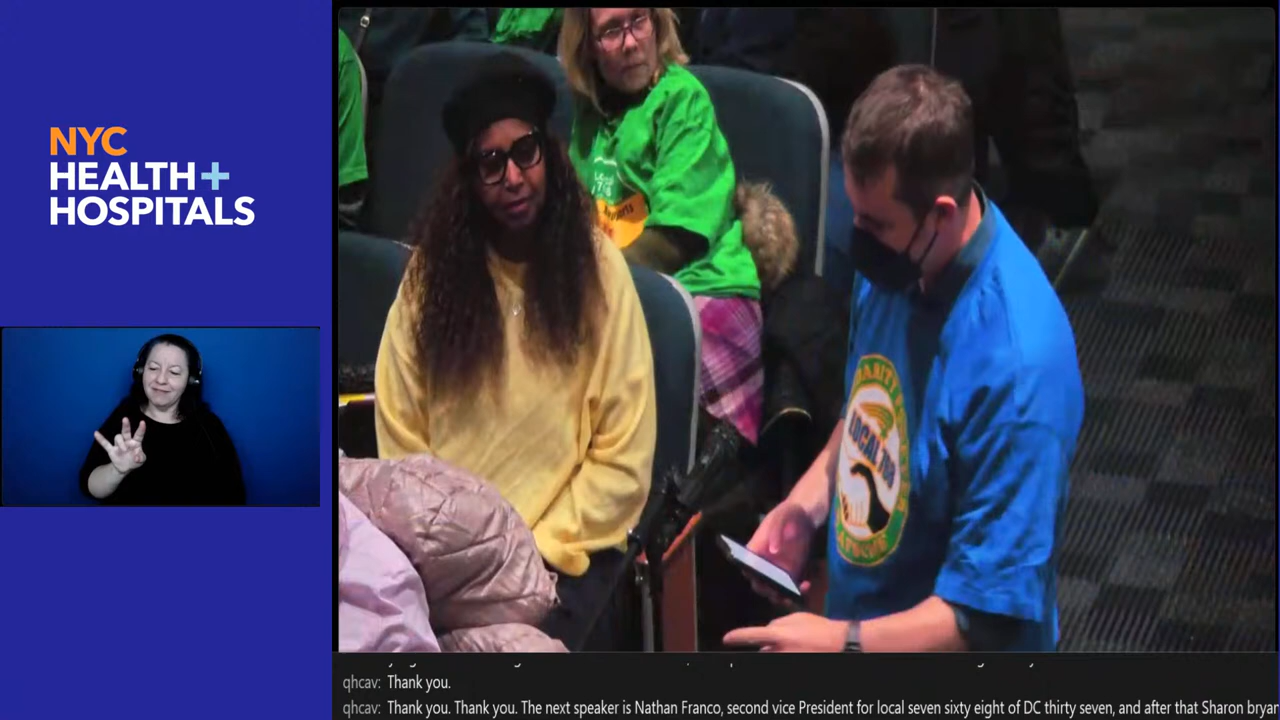 NYC
HEALTH+
HOSPITALS
LOCAL 768
qhcav: Thank you.
qhcav: Thank you. Thank you. The next speaker is Nathan Franco, second vice President for local seven sixty eight of DC thirty seven, and after that Sharon bryan